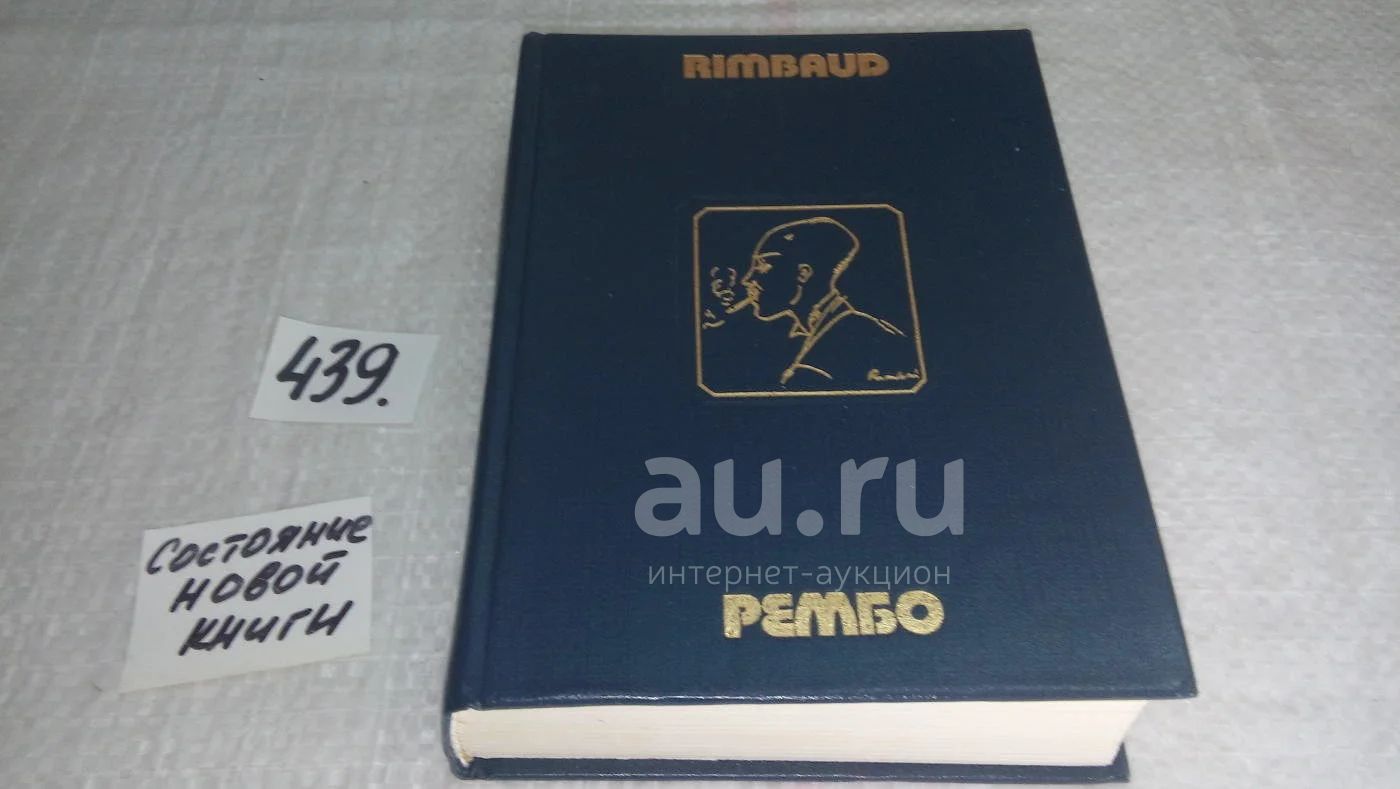 RIMBAUD
439.
Состояние
новой
книги
au.ru
интернет-аукцион
РЕМБО